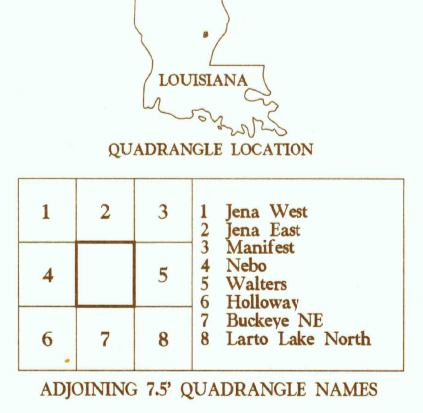 LOUISIANA
QUADRANGLE LOCATION
1 2 3
4 5
6 7 8
1 Jena West
2 Jena East
3 Manifest
4 Nebo
5 Walters
6 Holloway
7 Buckeye NE
8 Larto Lake North
ADJOINING 7.5' QUADRANGLE NAMES